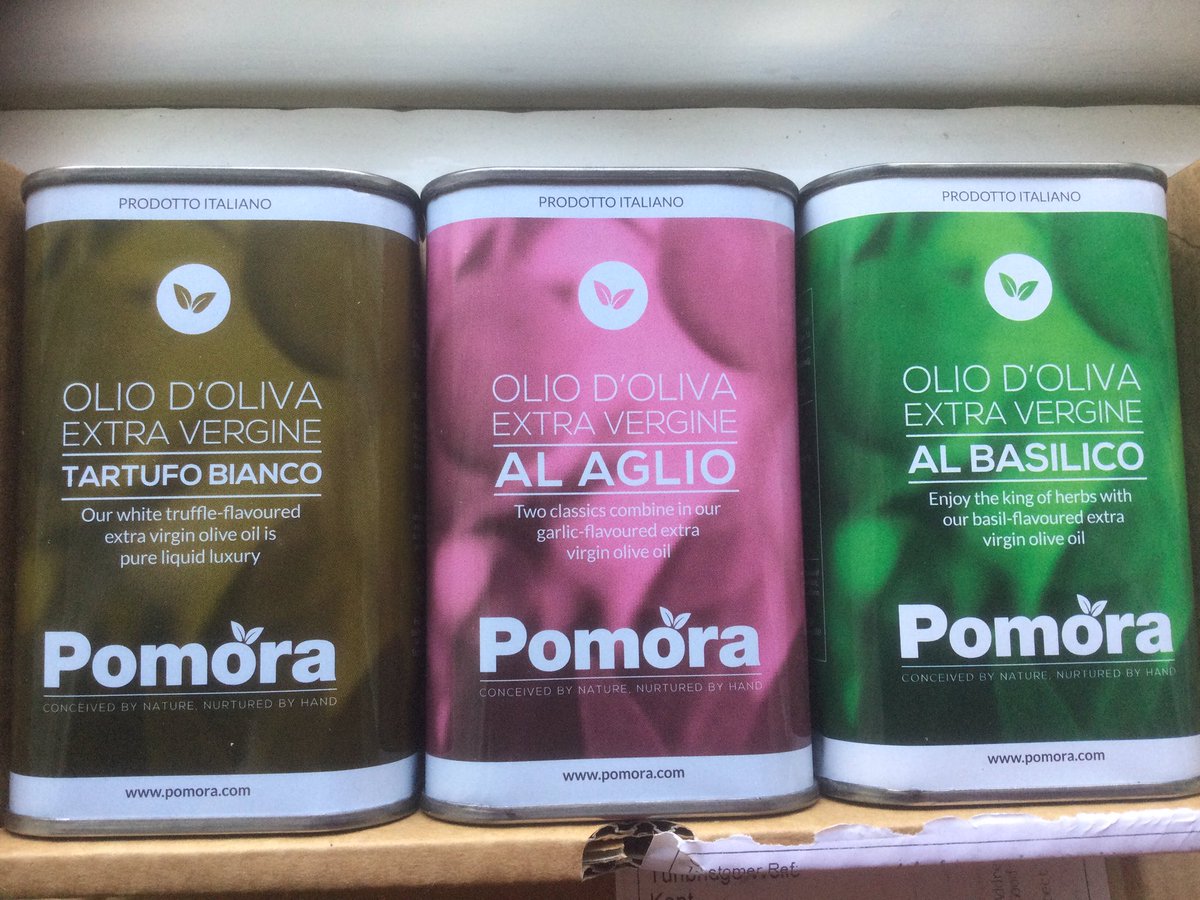 PRODOTTO ITALIANO
OLIO D'OLIVA
EXTRA VERGINE
TARTUFO BIANCO
Our white truffle-flavoured
extra virgin olive oil is
pure liquid luxury
Pomora
CONCEIVED BY NATURE, NURTURED BY HAND
www.pomora.com
PRODOTTO ITALIANO
OLIO D'OLIVA
EXTRA VERGINE
AL AGLIO
Two classics combine in our
garlic-flavoured extra
virgin olive oil
Pomora
CONCEIVED BY NATURE, NURTURED BY HAND
www.pomora.com
PRODOTTO ITALIANO
OLIO D'OLIVA
EXTRA VERGINE
AL BASILICO
Enjoy the king of herbs with
our basil-flavoured extra
virgin olive oil
Pomora
CONCEIVED BY NATURE, NURTURED BY HAND
www.pomora.com